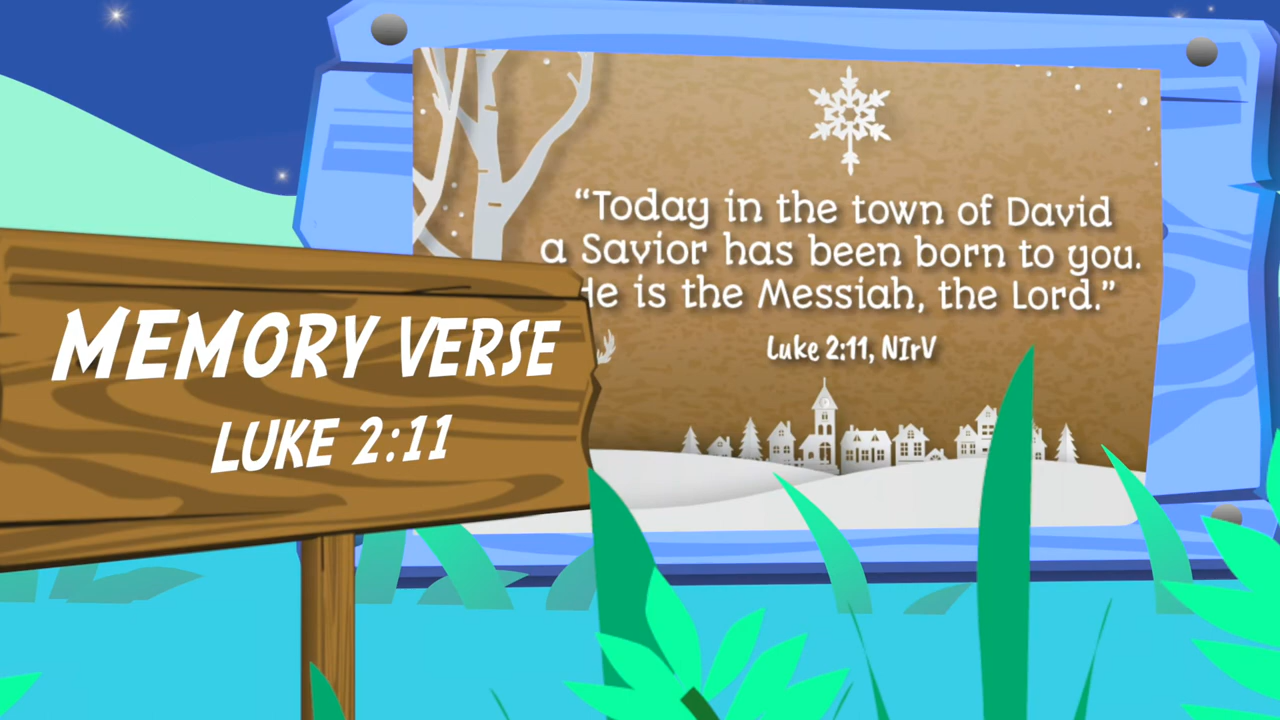 MEMORY VERSE
LUKE 2:11
“Today in the town of David
a Savior has been born to you.
He is the Messiah, the Lord.”
Luke 2:11, NIrV